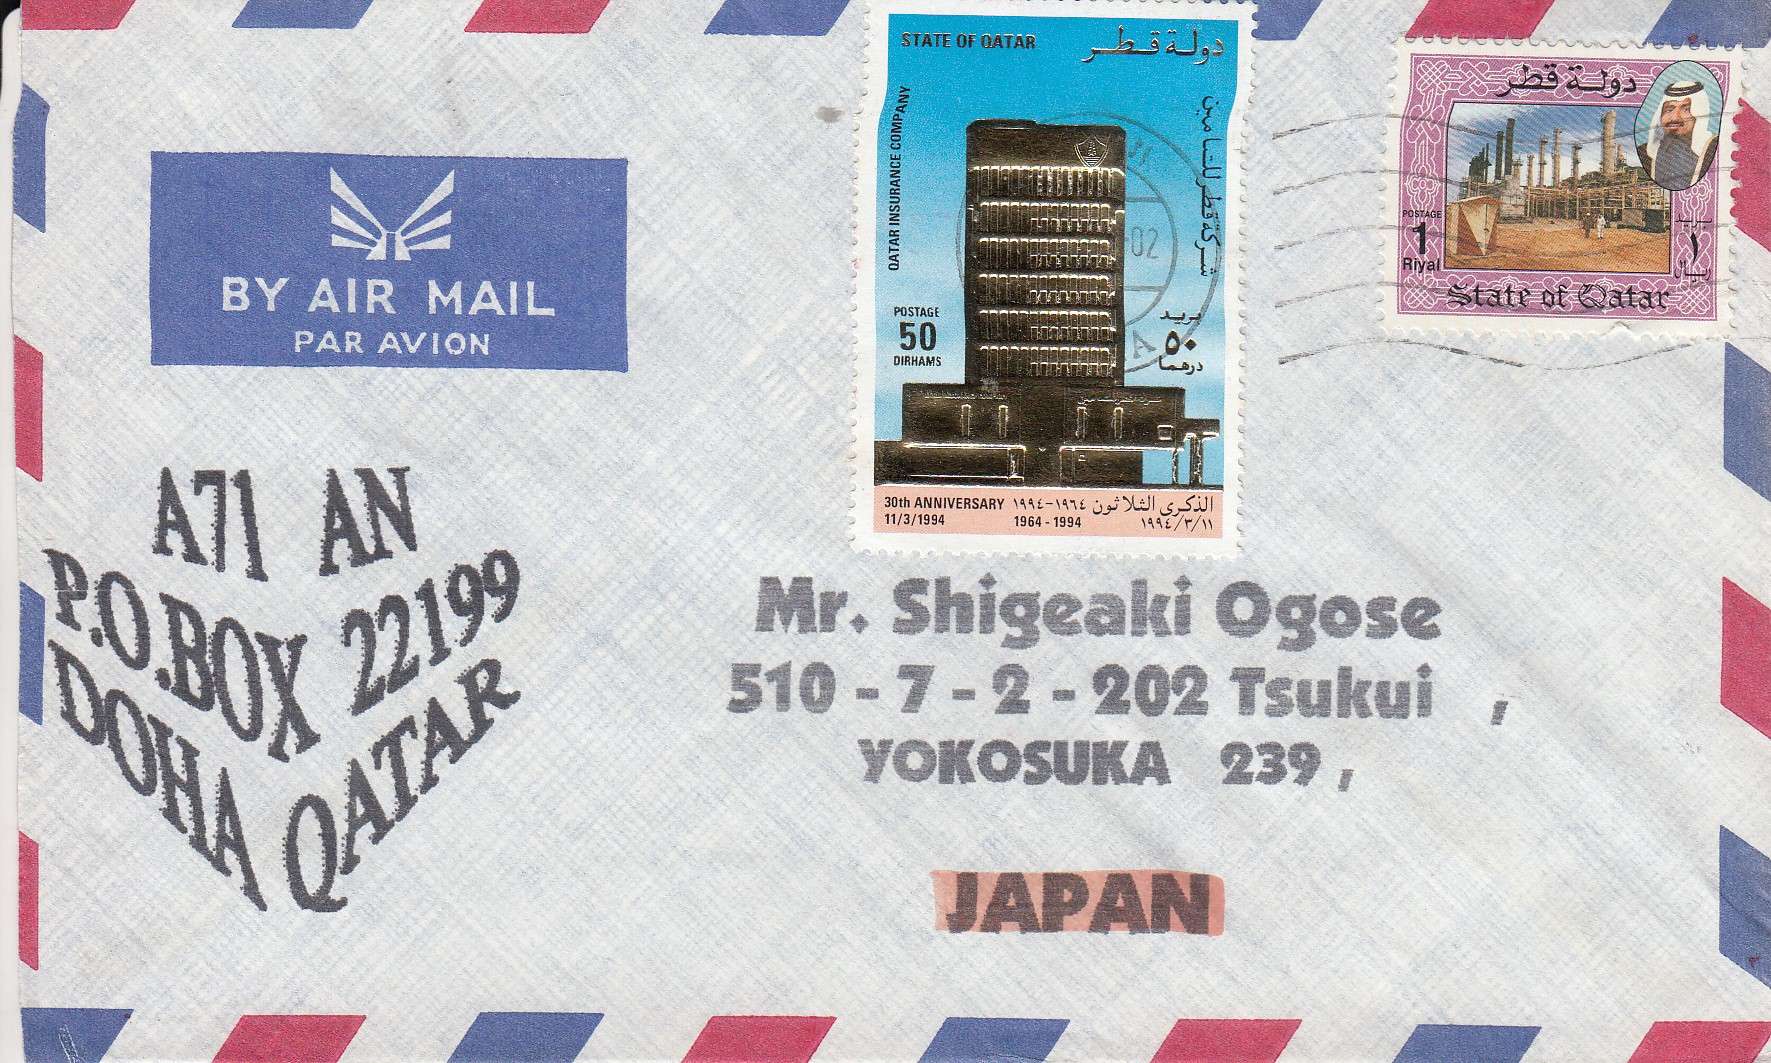 STATE OF QATAR
دولة قطر
QATAR INSURANCE COMPANY
شركة قطر للتأمين
POSTAGE
50
DIRHAMS
بريد
٥٠
درهما
30th ANNIVERSARY
11/3/1994
١٩٦٤-١٩٩٤
1964 - 1994
الذكرى الثلاثون
١٩٩٤/٣/١١
دولة قطر
POSTAGE
1
Riyal
بريد
١
ريال
State of Qatar
02
A
BY AIR MAIL
PAR AVION
A71 AN
P.O.BOX 22199
DOHA QATAR
Mr. Shigeaki Ogose
510 - 7 - 2 - 202 Tsukui ,
YOKOSUKA 239 ,
JAPAN